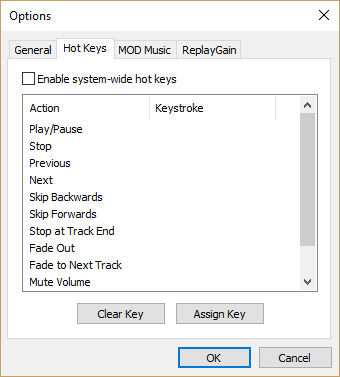 Options
General Hot Keys MOD Music ReplayGain
Enable system-wide hot keys
Action Keystroke
Play/Pause
Stop
Previous
Next
Skip Backwards
Skip Forwards
Stop at Track End
Fade Out
Fade to Next Track
Mute Volume
Clear Key Assign Key
OK Cancel